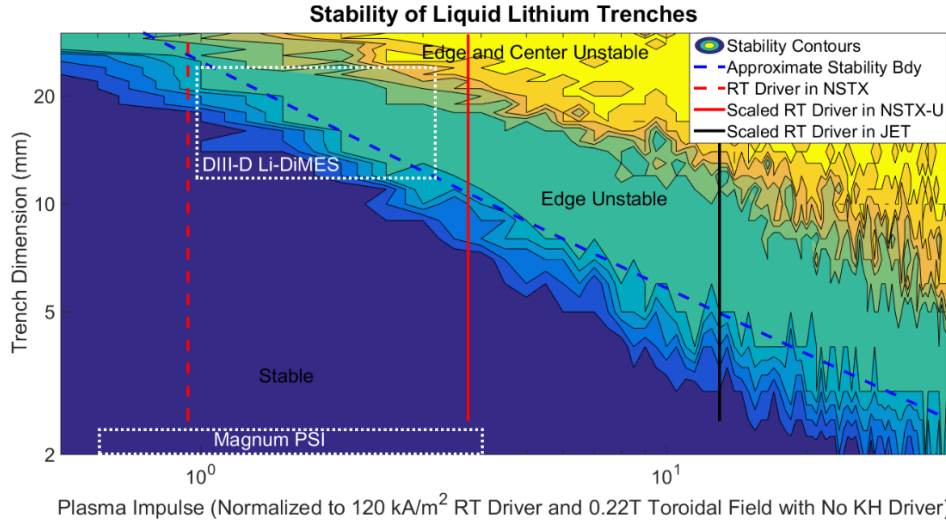 Stability of Liquid Lithium Trenches
Edge and Center Unstable
Stability Contours
Approximate Stability Bdy
RT Driver in NSTX
Scaled RT Driver in NSTX-U
Scaled RT Driver in JET
20
DIII-D Li-DiMES
10
Edge Unstable
5
Stable
Magnum PSI
2
Trench Dimension (mm)
10⁰
10¹
Plasma Impulse (Normalized to 120 kA/m² RT Driver and 0.22T Toroidal Field with No KH Driver)